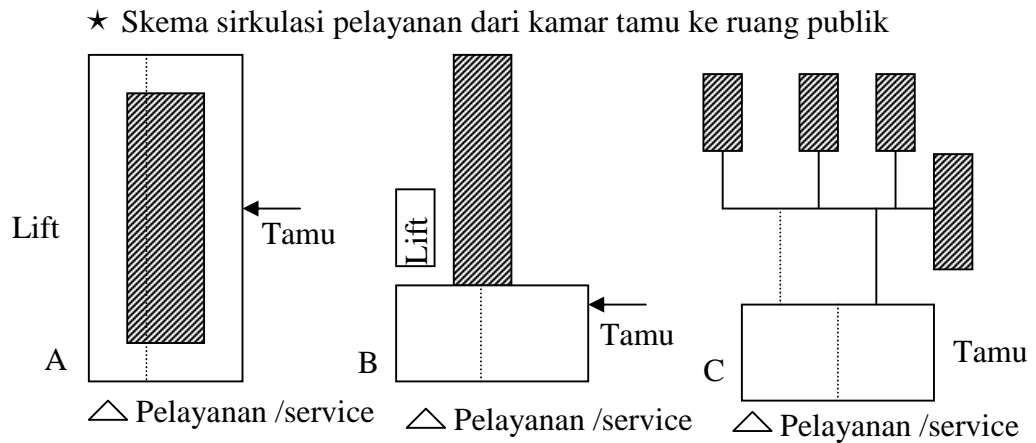 ★ Skema sirkulasi pelayanan dari kamar tamu ke ruang publik
Lift
Tamu
A
Pelayanan /service
Lift
Tamu
B
Pelayanan /service
Tamu
C
Pelayanan /service